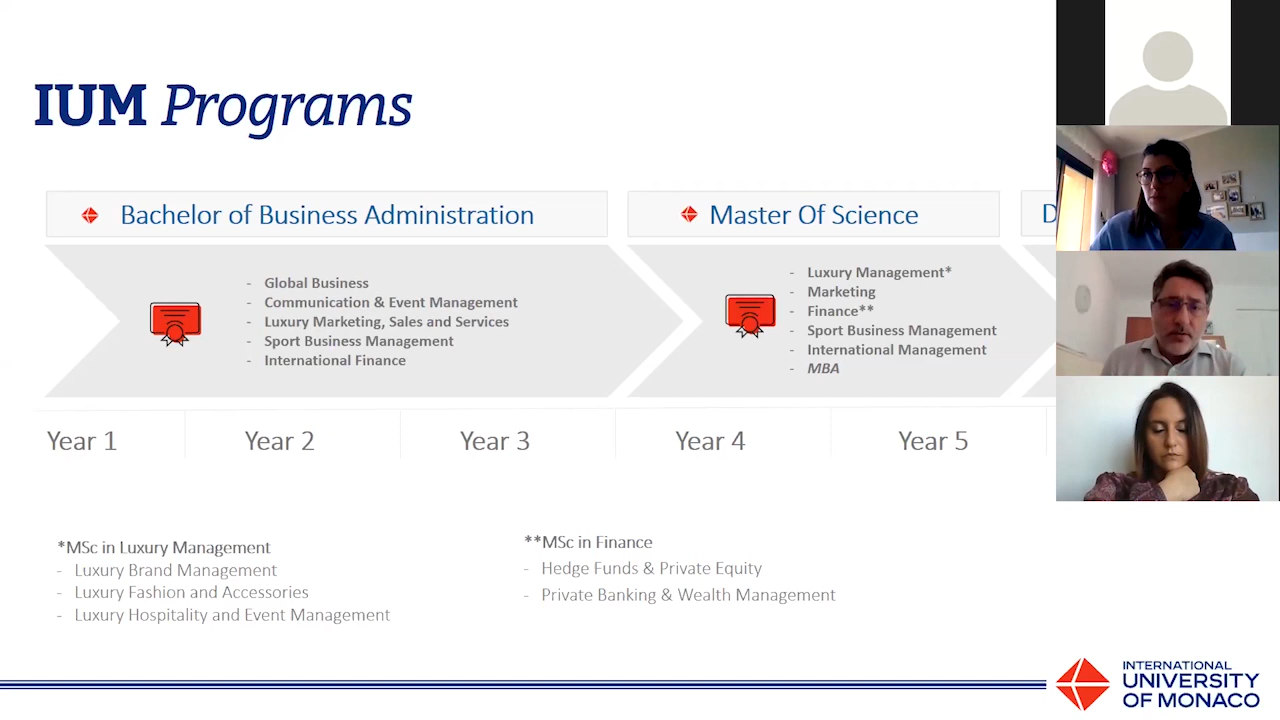 IUM Programs
Bachelor of Business Administration
Master Of Science
D
- Global Business
- Communication & Event Management
- Luxury Marketing, Sales and Services
- Sport Business Management
- International Finance
- Luxury Management*
- Marketing
- Finance**
- Sport Business Management
- International Management
- MBA
Year 1
Year 2
Year 3
Year 4
Year 5
*MSc in Luxury Management
- Luxury Brand Management
- Luxury Fashion and Accessories
- Luxury Hospitality and Event Management
**MSc in Finance
- Hedge Funds & Private Equity
- Private Banking & Wealth Management
INTERNATIONAL
UNIVERSITY
OF MONACO